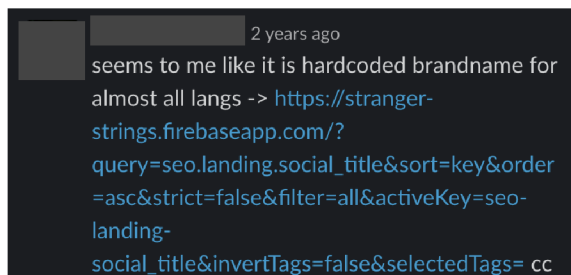 2 years ago
seems to me like it is hardcoded brandname for
almost all langs -> https://stranger-
strings.firebaseapp.com/?
query=seo.landing.social_title&sort=key&order
=asc&strict=false&filter=all&activeKey=seo-
landing-
social_title&invertTags=false&selectedTags= cc